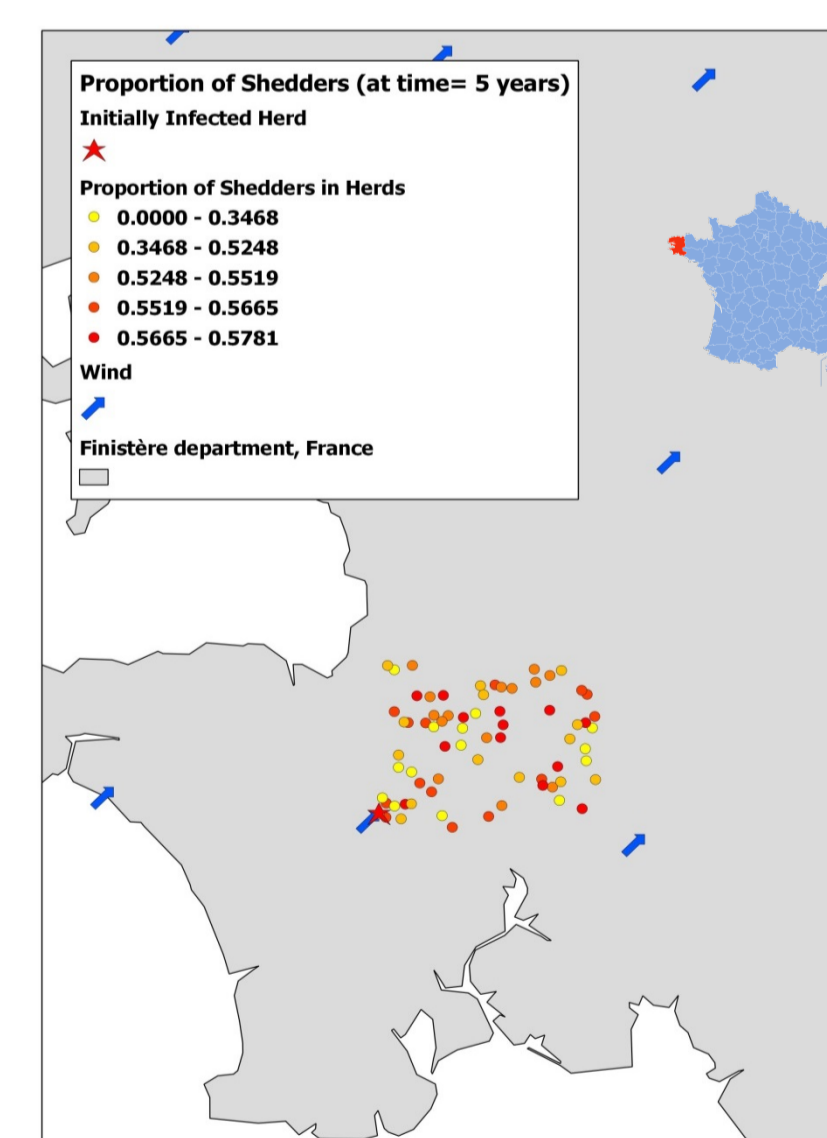 Proportion of Shedders (at time= 5 years)
Initially Infected Herd
Proportion of Shedders in Herds
0.0000 - 0.3468
0.3468 - 0.5248
0.5248 - 0.5519
0.5519 - 0.5665
0.5665 - 0.5781
Wind
Finistère department, France